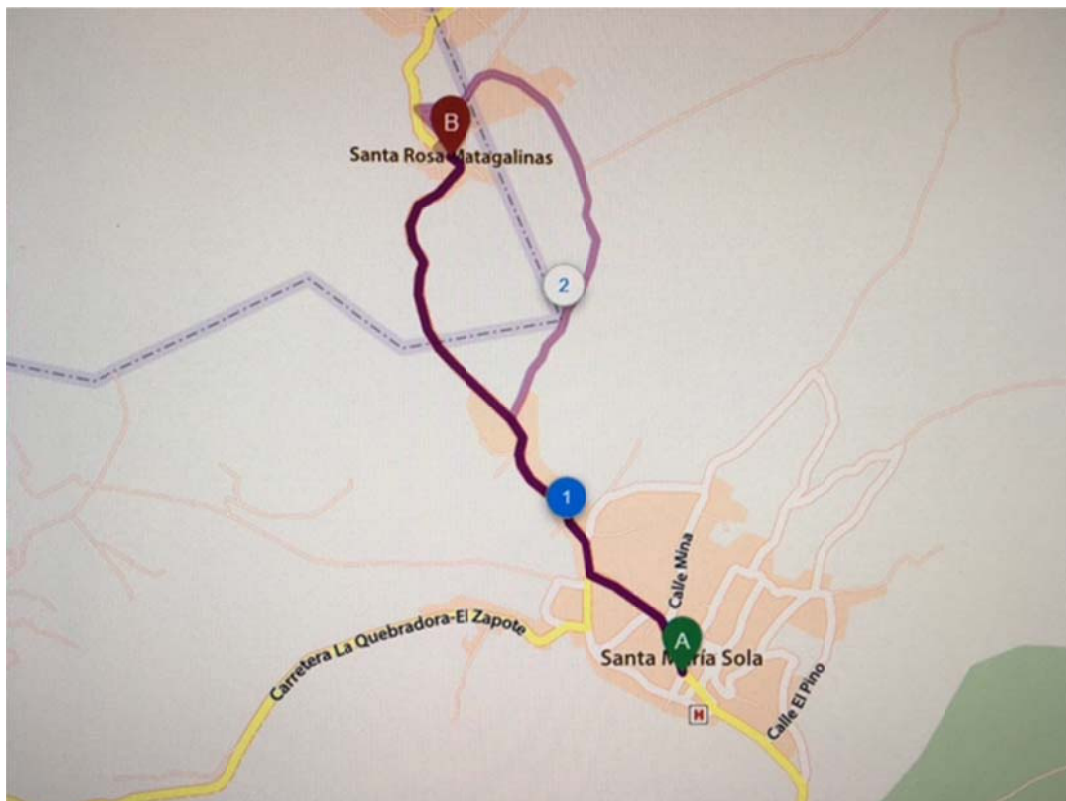 B
Santa Rosa Matagalinas
2
1
Calle Mina
Carretera La Quebradora-El Zapote
A
Santa María Sola
Calle El Pino
H